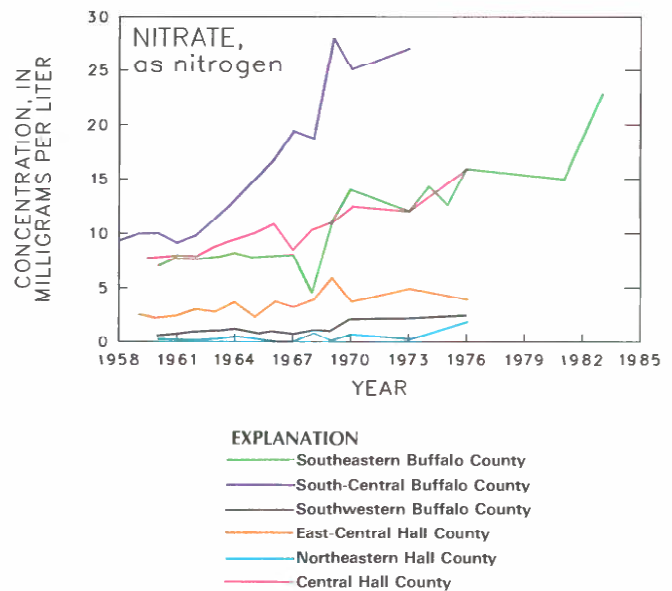 NITRATE,
as nitrogen
CONCENTRATION, IN
MILLIGRAMS PER LITER
30
25
20
15
10
5
0
1958 1961 1964 1967 1970 1973 1976 1979 1982 1985
YEAR
EXPLANATION
Southeastern Buffalo County
South-Central Buffalo County
Southwestern Buffalo County
East-Central Hall County
Northeastern Hall County
Central Hall County